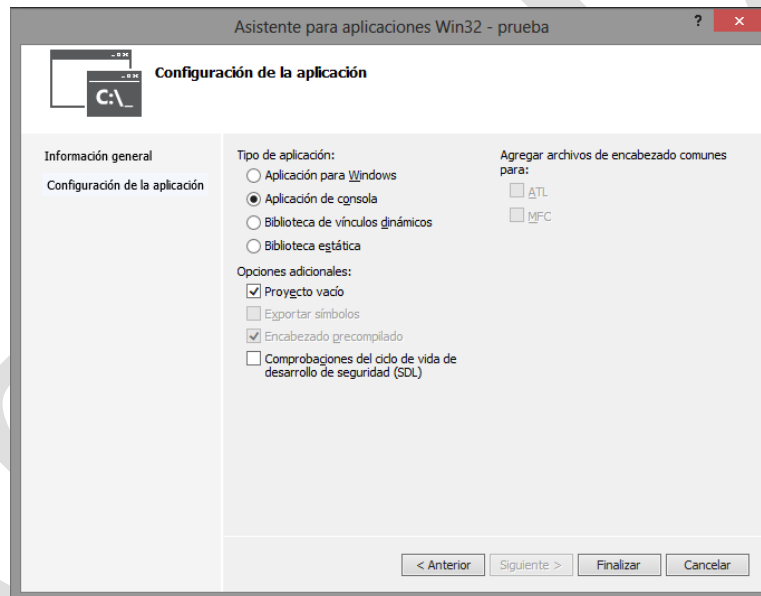 Asistente para aplicaciones Win32 - prueba
?
x
C:\_
Configuración de la aplicación
Información general
Configuración de la aplicación
Tipo de aplicación:
Aplicación para Windows
Aplicación de consola
Biblioteca de vínculos dinámicos
Biblioteca estática
Opciones adicionales:
Proyecto vacío
Exportar símbolos
Encabezado precompilado
Comprobaciones del ciclo de vida de
desarrollo de seguridad (SDL)
Agregar archivos de encabezado comunes
para:
ATL
MFC
< Anterior
Siguiente >
Finalizar
Cancelar